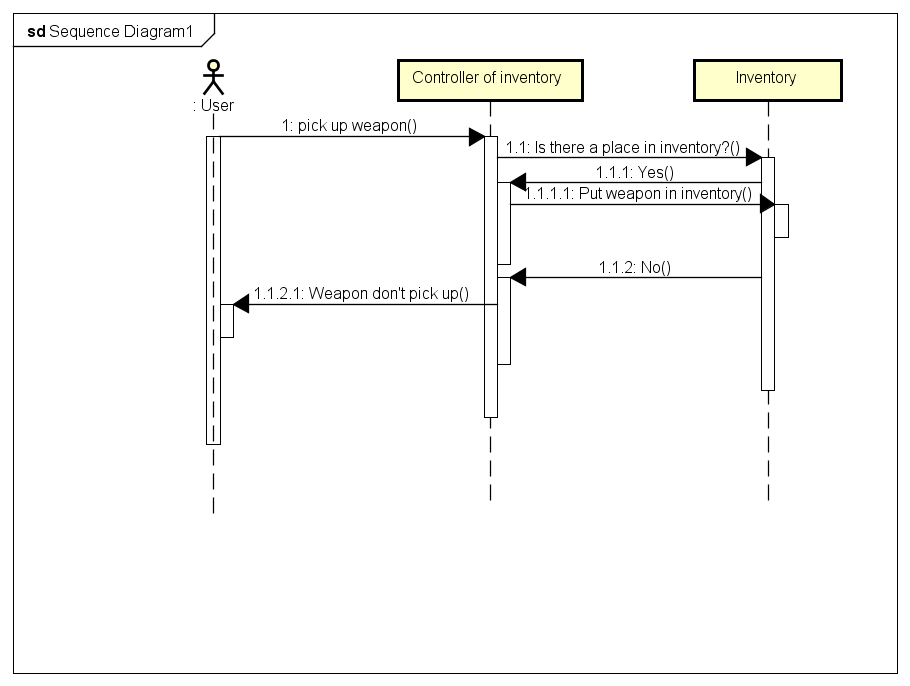 sd Sequence Diagram1
: User
Controller of inventory
Inventory
1: pick up weapon()
1.1: Is there a place in inventory?()
1.1.1: Yes()
1.1.1.1: Put weapon in inventory()
1.1.2: No()
1.1.2.1: Weapon don't pick up()